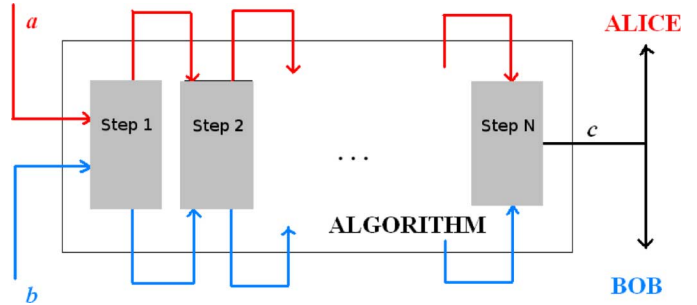 a
ALICE
Step 1
Step 2
Step N
c
. . .
ALGORITHM
b
BOB